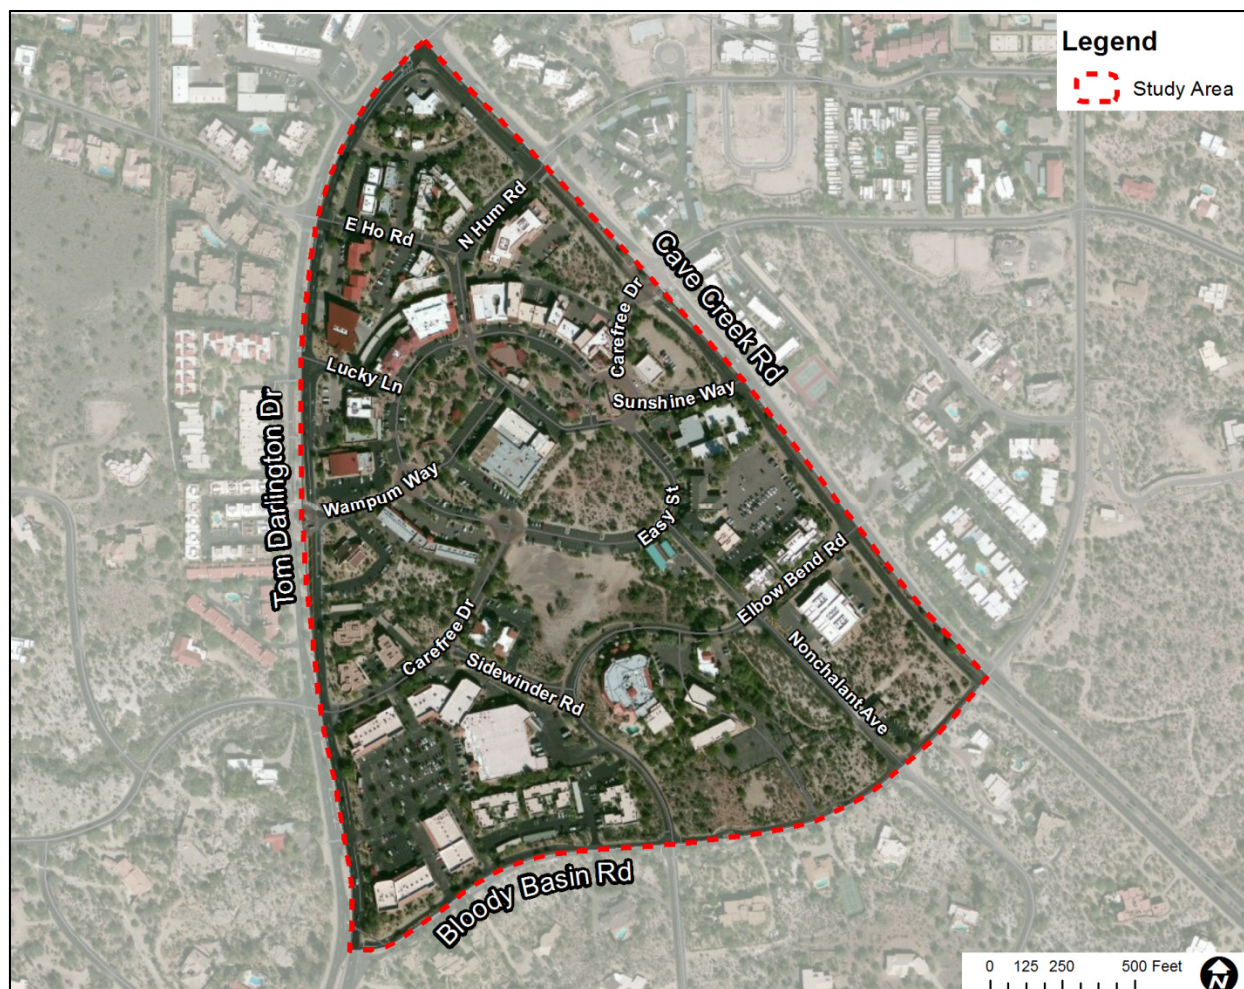 Legend
Study Area
E Ho Rd
N Hum Rd
Cave Creek Rd
Carefree Dr
Lucky Ln
Sunshine Way
Tom Darlington Dr
Wampum Way
Easy St
Elbow Bend Rd
Carefree Dr
Sidewinder Rd
Nonchalant Ave
Bloody Basin Rd
0 125 250 500 Feet
N